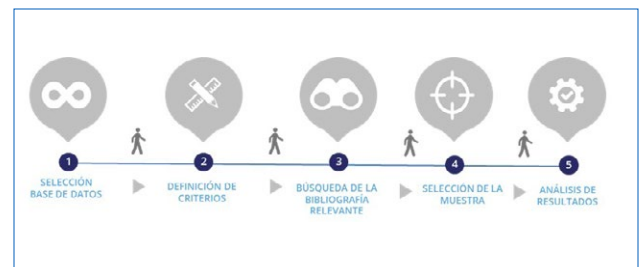 1
SELECCIÓN
BASE DE DATOS
2
DEFINICIÓN DE
CRITERIOS
3
BÚSQUEDA DE LA
BIBLIOGRAFÍA
RELEVANTE
4
SELECCIÓN DE LA
MUESTRA
5
ANÁLISIS DE
RESULTADOS